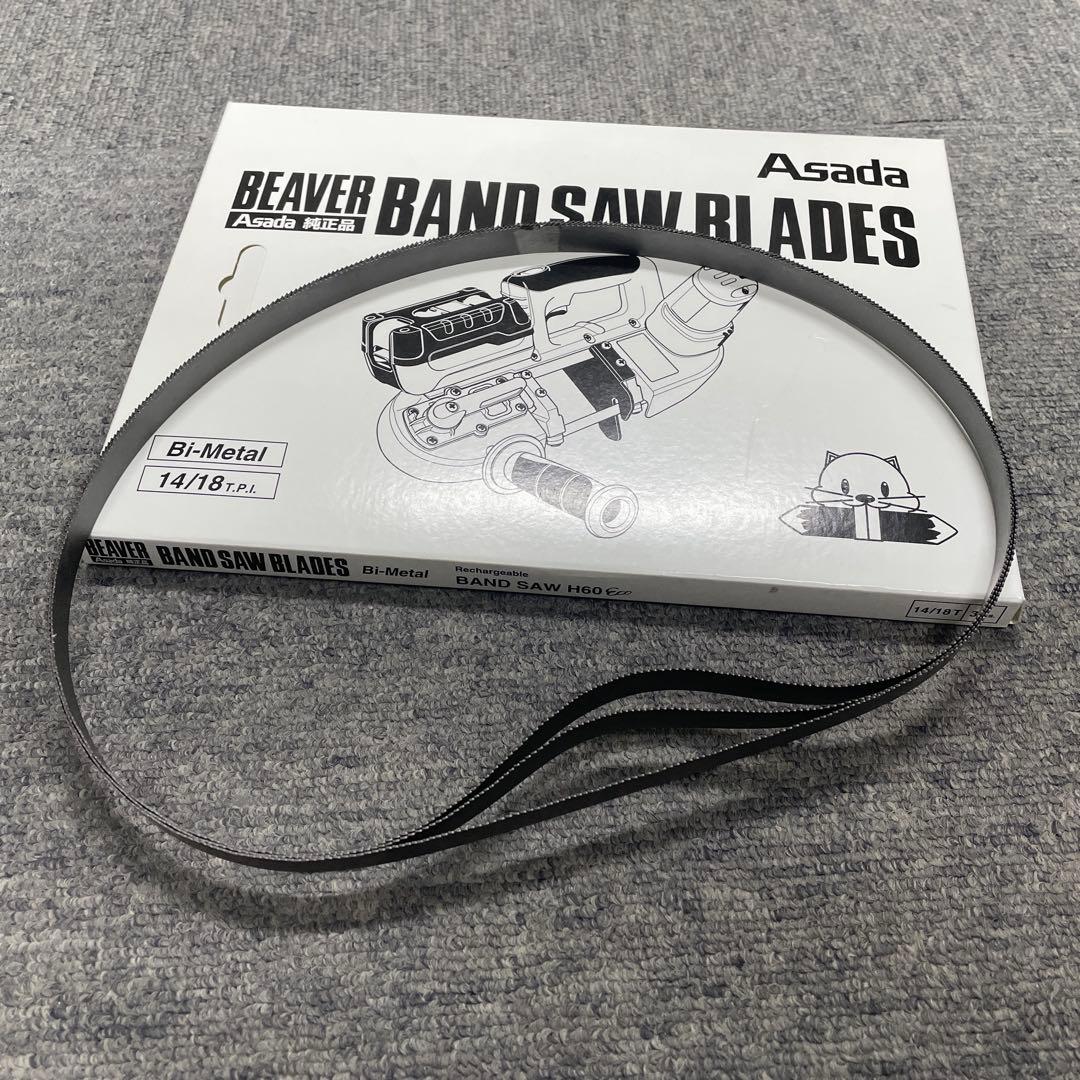 Asada
BEAVER BAND SAW BLADES
Asada 純正品
Bi-Metal
14/18 T.P.I.
BEAVER BAND SAW BLADES Bi-Metal Rechargeable
Asada 純正品 BAND SAW H60 Eco
14/18 T